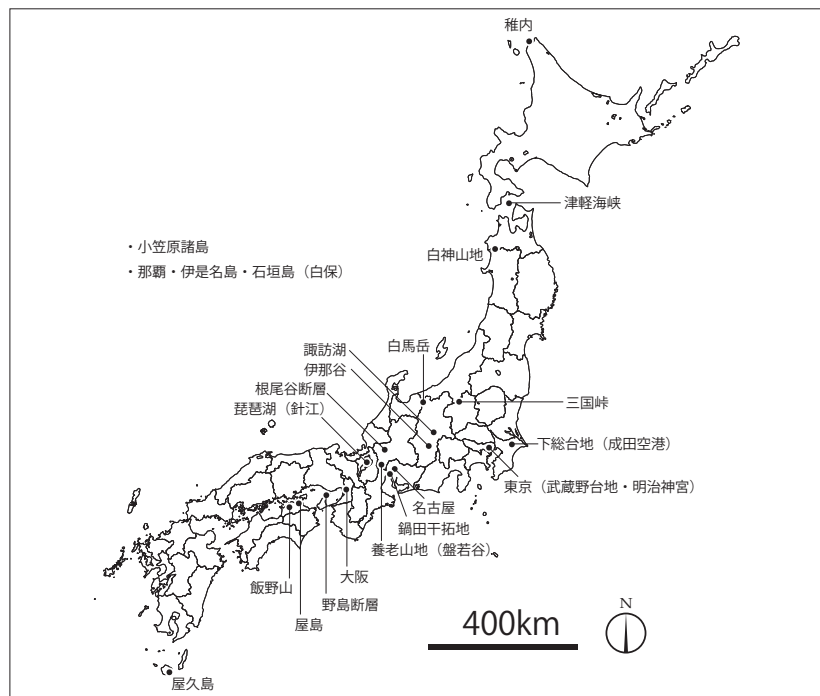 稚内
津軽海峡
・小笠原諸島
白神山地
・那覇・伊是名島・石垣島（白保）
諏訪湖
白馬岳
伊那谷
根尾谷断層
三国峠
琵琶湖（針江）
下総台地（成田空港）
東京（武蔵野台地・明治神宮）
名古屋
鍋田干拓地
養老山地（盤若谷）
大阪
飯野山
野島断層
屋島
400km
N
屋久島